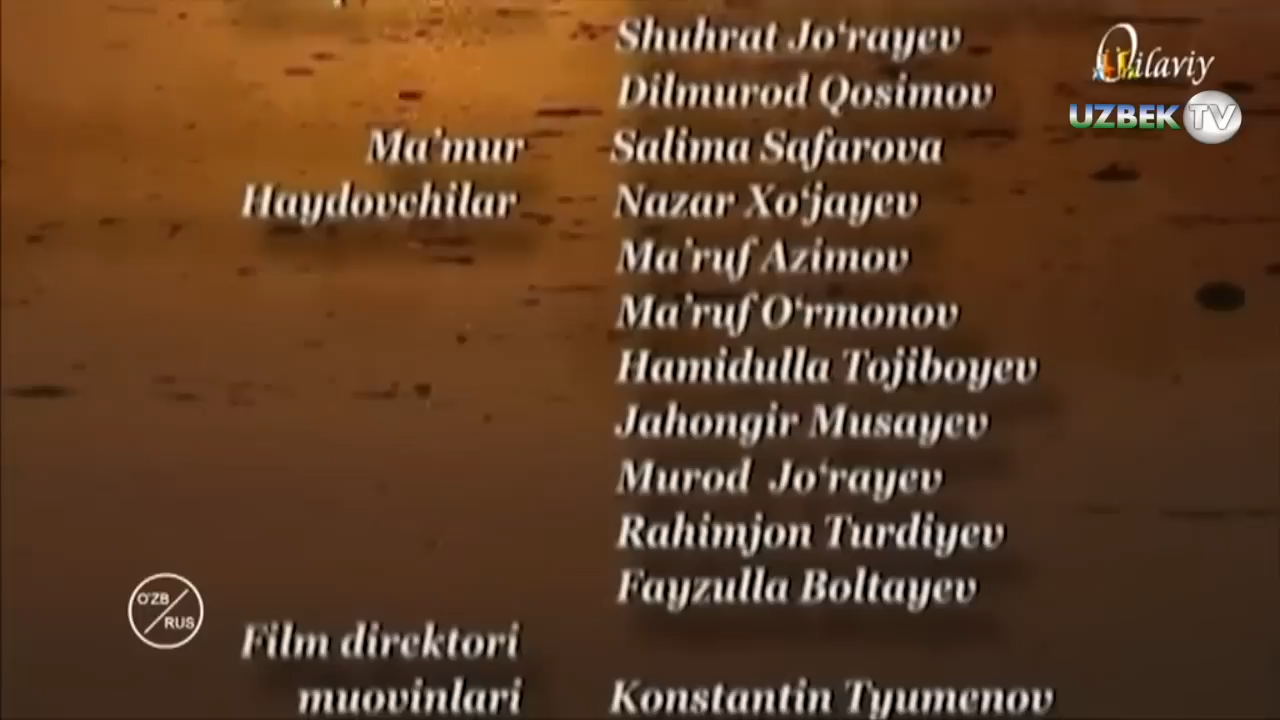 Shuhrat Jo‘rayev
Dilmurod Qosimov
Ma’mur Salima Safarova
Haydovchilar Nazar Xo‘jayev
Ma’ruf Azimov
Ma’ruf O‘rmonov
Hamidulla Tojiboyev
Jahongir Musayev
Murod Jo‘rayev
Rahimjon Turdiyev
Fayzulla Boltayev
Film direktori
muovinlari Konstantin Tyumenov
Oilaviy
UZBEK TV
O'ZB
RUS